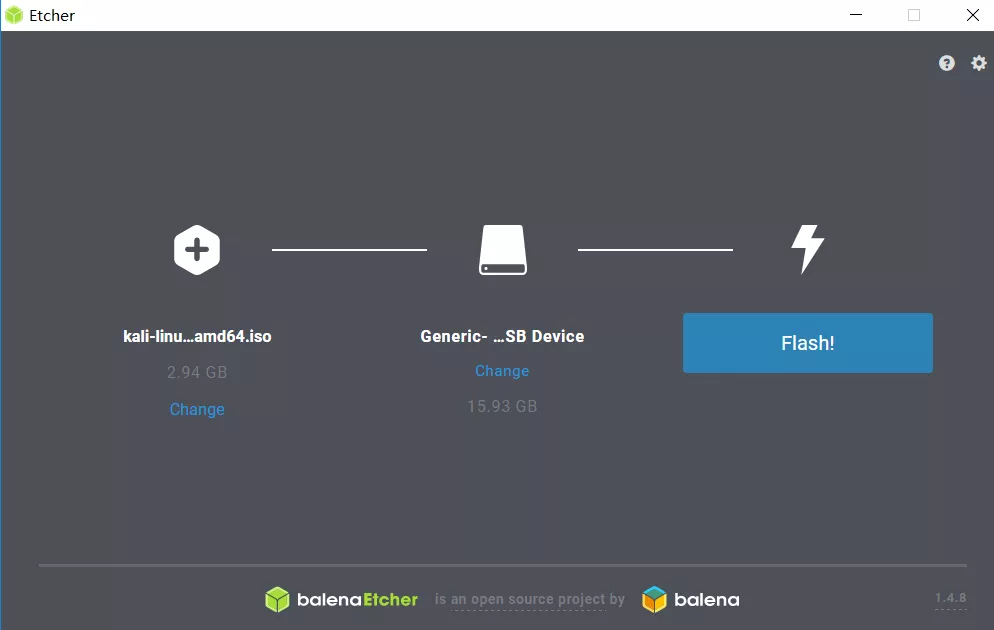 Etcher
kali-linu...amd64.iso
2.94 GB
Change
Generic- ...SB Device
Change
15.93 GB
Flash!
balenaEtcher is an open source project by balena
1.4.8